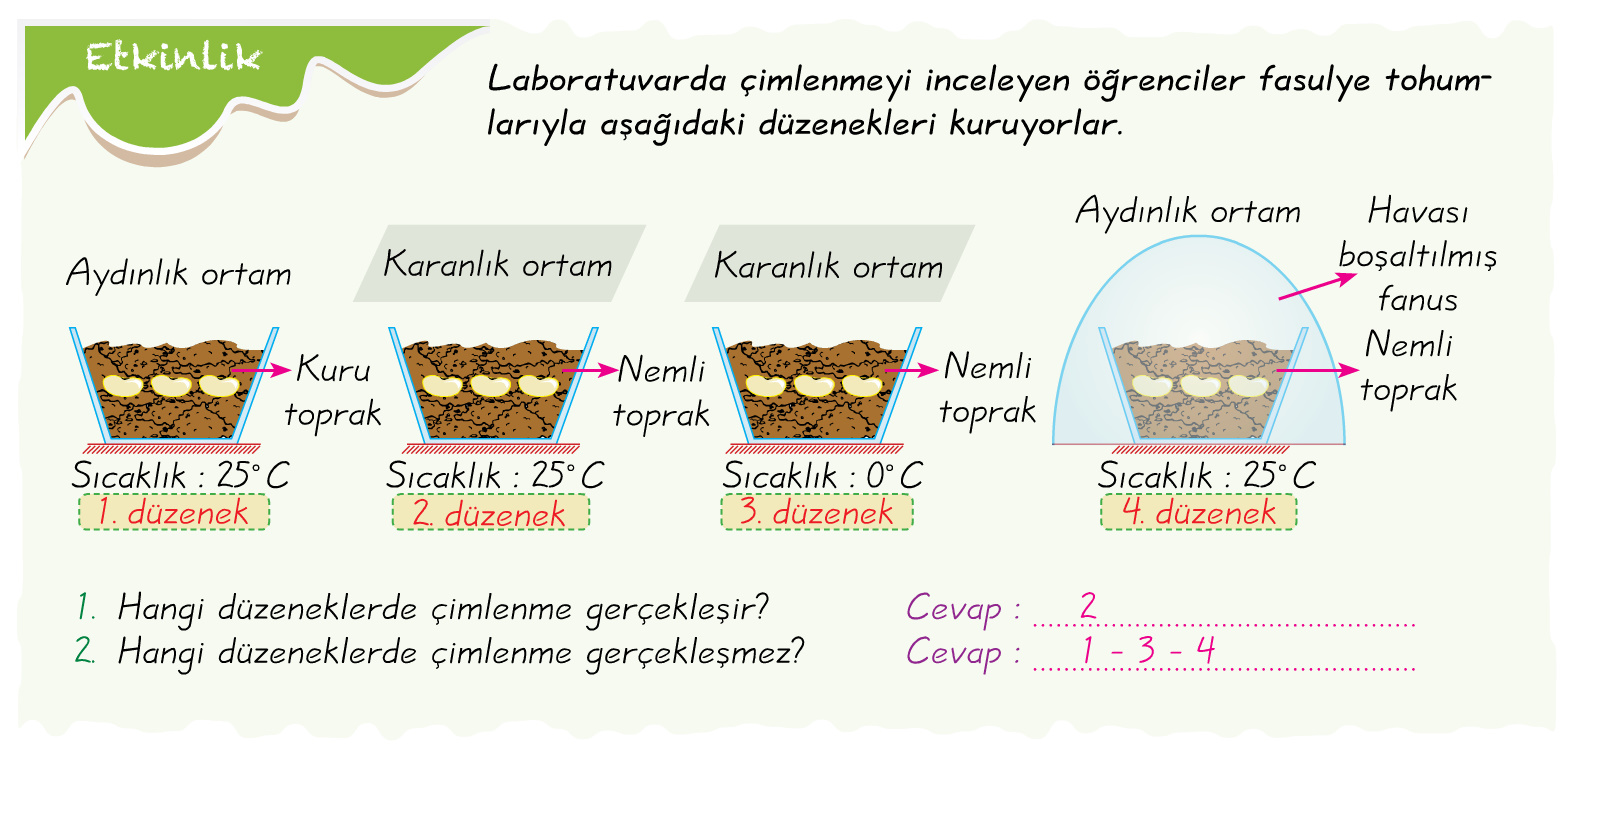 Etkinlik
Laboratuvarda çimlenmeyi inceleyen öğrenciler fasulye tohum-
larıyla aşağıdaki düzenekleri kuruyorlar.
Aydınlık ortam
Kuru
toprak
Sıcaklık : 25°C
1. düzenek
Karanlık ortam
Nemli
toprak
Sıcaklık : 25°C
2. düzenek
Karanlık ortam
Nemli
toprak
Sıcaklık : 0°C
3. düzenek
Aydınlık ortam
Havası
boşaltılmış
fanus
Nemli
toprak
Sıcaklık : 25°C
4. düzenek
1. Hangi düzeneklerde çimlenme gerçekleşir? Cevap : 2
2. Hangi düzeneklerde çimlenme gerçekleşmez? Cevap : 1 - 3 - 4